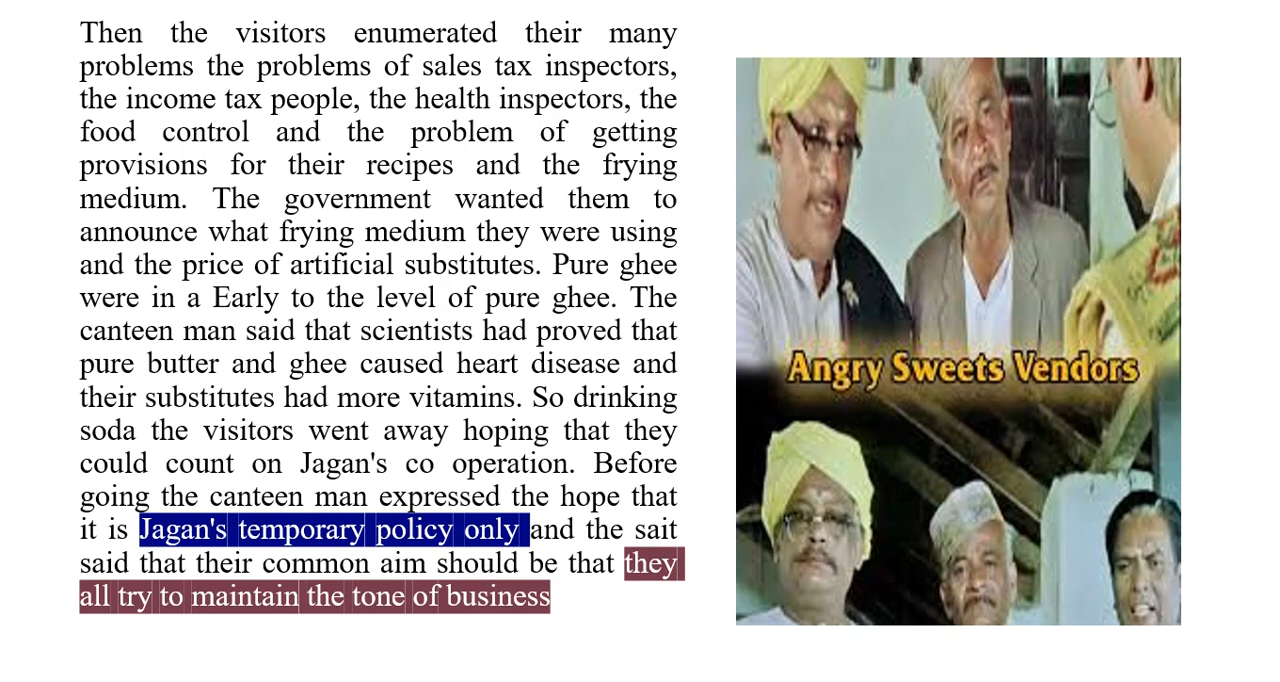 Then the visitors enumerated their many
problems the problems of sales tax inspectors,
the income tax people, the health inspectors, the
food control and the problem of getting
provisions for their recipes and the frying
medium. The government wanted them to
announce what frying medium they were using
and the price of artificial substitutes. Pure ghee
were in a Early to the level of pure ghee. The
canteen man said that scientists had proved that
pure butter and ghee caused heart disease and
their substitutes had more vitamins. So drinking
soda the visitors went away hoping that they
could count on Jagan's co operation. Before
going the canteen man expressed the hope that
it is Jagan's temporary policy only and the sait
said that their common aim should be that they
all try to maintain the tone of business
Angry Sweets Vendors